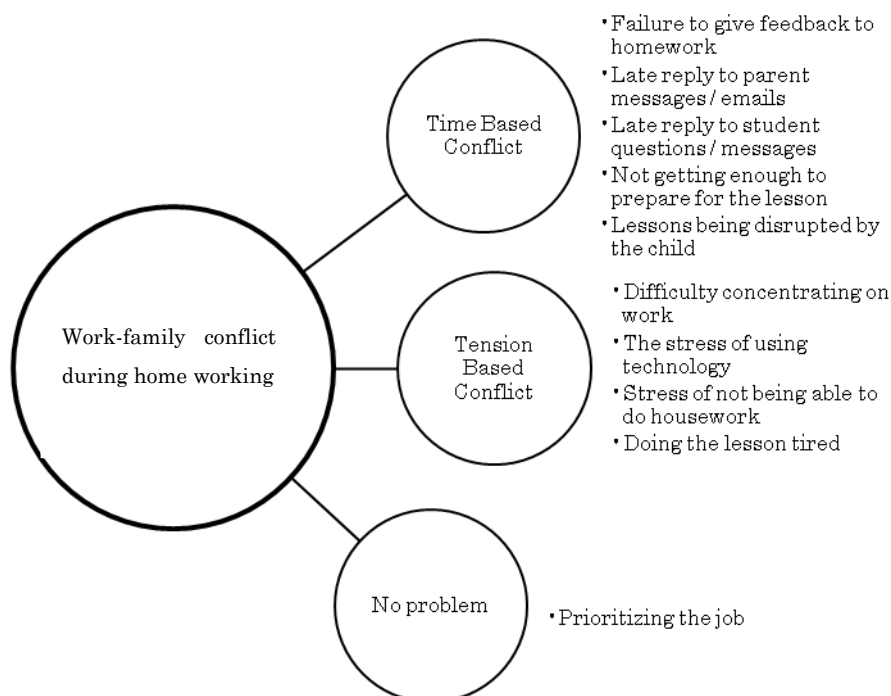 Work-family conflict
during home working
Time Based
Conflict
•Failure to give feedback to
homework
•Late reply to parent
messages / emails
•Late reply to student
questions / messages
•Not getting enough to
prepare for the lesson
•Lessons being disrupted by
the child
Tension
Based
Conflict
•Difficulty concentrating on
work
•The stress of using
technology
•Stress of not being able to
do housework
•Doing the lesson tired
No problem
•Prioritizing the job